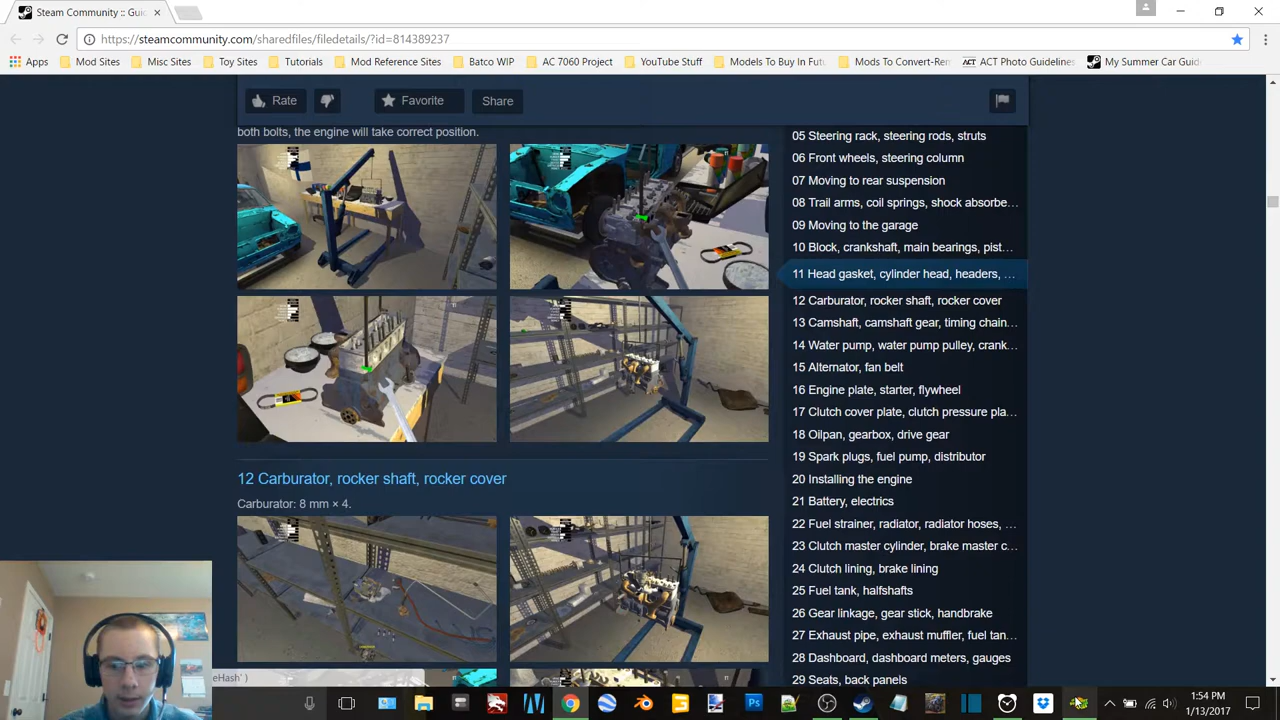 Steam Community :: Guid
https://steamcommunity.com/sharedfiles/filedetails/?id=814389237
Apps Mod Sites Misc Sites Toy Sites Tutorials Mod Reference Sites Batco WIP AC 7060 Project YouTube Stuff Models To Buy In Futu Mods To Convert-Rem ACT ACT Photo Guidelines My Summer Car Guid
Rate Favorite Share
both bolts, the engine will take correct position.
05 Steering rack, steering rods, struts
06 Front wheels, steering column
07 Moving to rear suspension
08 Trail arms, coil springs, shock absorbe...
09 Moving to the garage
10 Block, crankshaft, main bearings, pist...
11 Head gasket, cylinder head, headers, ...
12 Carburator, rocker shaft, rocker cover
13 Camshaft, camshaft gear, timing chain...
14 Water pump, water pump pulley, crank...
15 Alternator, fan belt
16 Engine plate, starter, flywheel
17 Clutch cover plate, clutch pressure pla...
18 Oilpan, gearbox, drive gear
19 Spark plugs, fuel pump, distributor
20 Installing the engine
21 Battery, electrics
22 Fuel strainer, radiator, radiator hoses, ...
23 Clutch master cylinder, brake master c...
24 Clutch lining, brake lining
25 Fuel tank, halfshafts
26 Gear linkage, gear stick, handbrake
27 Exhaust pipe, exhaust muffler, fuel tan...
28 Dashboard, dashboard meters, gauges
29 Seats, back panels
12 Carburator, rocker shaft, rocker cover
Carburator: 8 mm × 4.
eHash' )
1:54 PM
1/13/2017